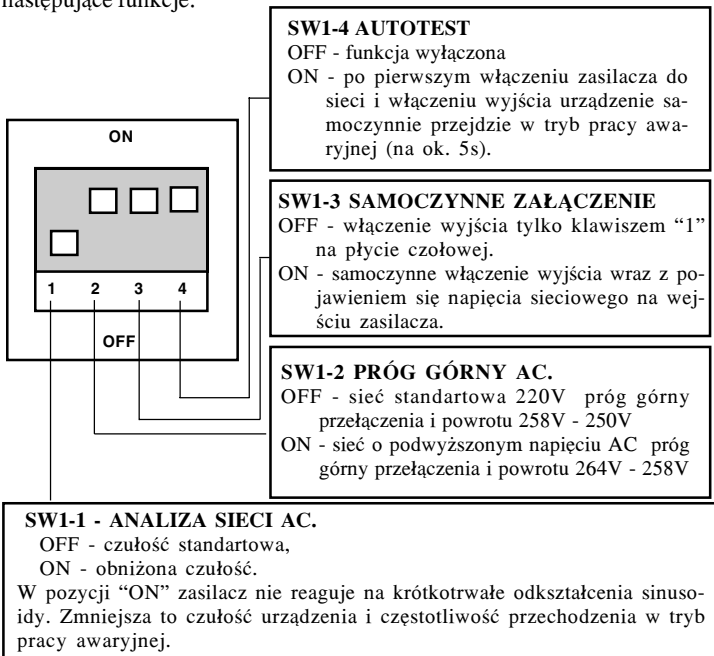 następujące funkcje:
SW1-4 AUTOTEST
OFF - funkcja wyłączona
ON - po pierwszym włączeniu zasilacza do
sieci i włączeniu wyjścia urządzenie sa-
moczynnie przejdzie w tryb pracy awa-
ryjnej (na ok. 5s).
ON
1 2 3 4
OFF
SW1-3 SAMOCZYNNE ZAŁĄCZENIE
OFF - włączenie wyjścia tylko klawiszem “1”
na płycie czołowej.
ON - samoczynne włączenie wyjścia wraz z po-
jawieniem się napięcia sieciowego na wej-
ściu zasilacza.
SW1-2 PRÓG GÓRNY AC.
OFF - sieć standartowa 220V próg górny
przełączenia i powrotu 258V - 250V
ON - sieć o podwyższonym napięciu AC próg
górny przełączenia i powrotu 264V - 258V
SW1-1 - ANALIZA SIECI AC.
OFF - czułość standartowa,
ON - obniżona czułość.
W pozycji “ON” zasilacz nie reaguje na krótkotrwałe odkształcenia sinuso-
idy. Zmniejsza to czułość urządzenia i częstotliwość przechodzenia w tryb
pracy awaryjnej.